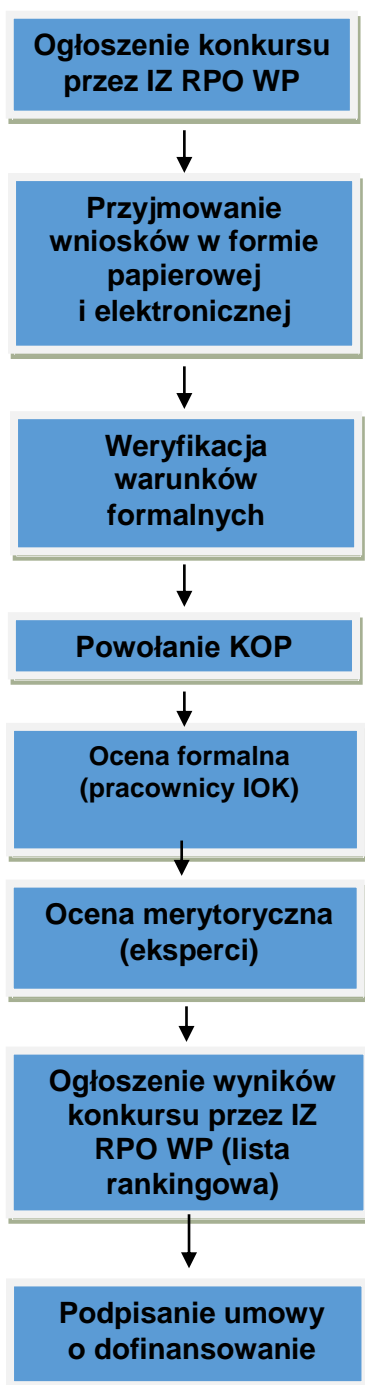 Ogłoszenie konkursu
przez IZ RPO WP
Przyjmowanie
wniosków w formie
papierowej
i elektronicznej
Weryfikacja
warunków
formalnych
Powołanie KOP
Ocena formalna
(pracownicy IOK)
Ocena merytoryczna
(eksperci)
Ogłoszenie wyników
konkursu przez IZ
RPO WP (lista
rankingowa)
Podpisanie umowy
o dofinansowanie